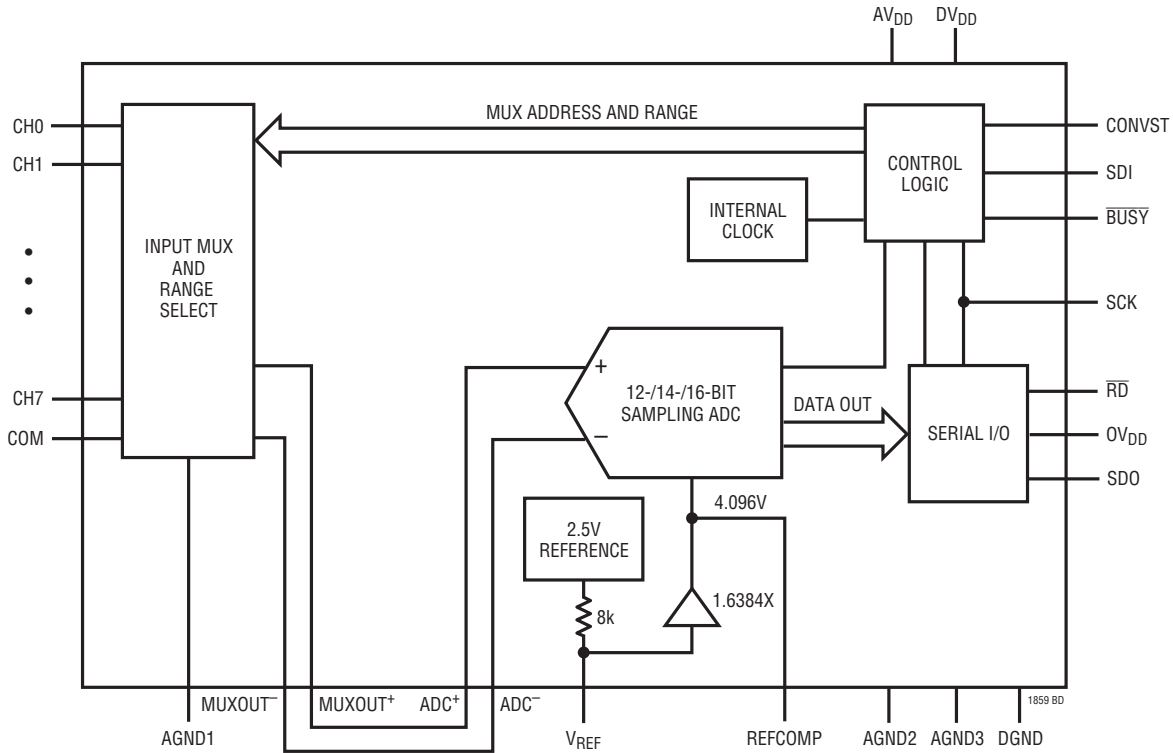 AVDD DVDD
MUX ADDRESS AND RANGE
CH0
CH1
•
•
•
CH7
COM
INPUT MUX
AND
RANGE
SELECT
CONTROL
LOGIC
INTERNAL
CLOCK
CONVST
SDI
BUSY
SCK
+
−
12-/14-/16-BIT
SAMPLING ADC
DATA OUT
SERIAL I/O
RD
OVDD
SDO
4.096V
2.5V
REFERENCE
8k
1.6384X
MUXOUT− MUXOUT+ ADC+ ADC−
1859 BD
AGND1 VREF REFCOMP AGND2 AGND3 DGND